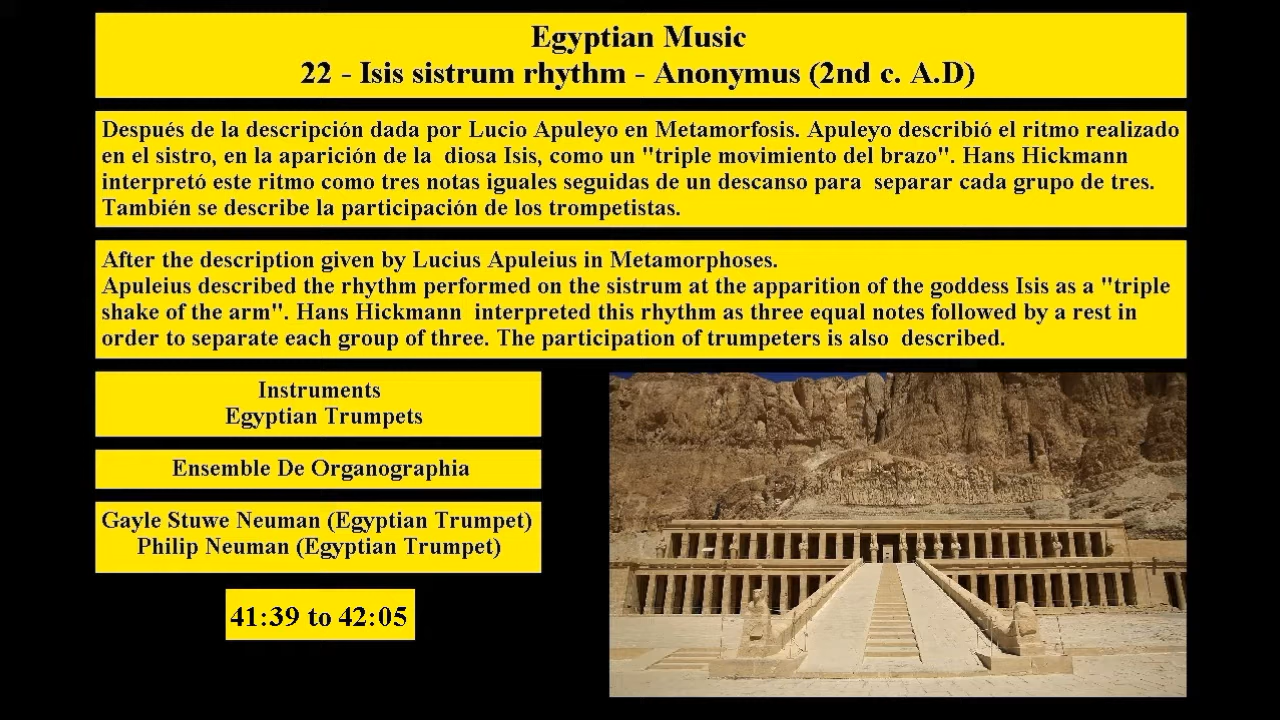 Egyptian Music
22 - Isis sistrum rhythm - Anonymus (2nd c. A.D)
Después de la descripción dada por Lucio Apuleyo en Metamorfosis. Apuleyo describió el ritmo realizado
en el sistro, en la aparición de la diosa Isis, como un "triple movimiento del brazo". Hans Hickmann
interpretó este ritmo como tres notas iguales seguidas de un descanso para separar cada grupo de tres.
También se describe la participación de los trompetistas.
After the description given by Lucius Apuleius in Metamorphoses.
Apuleius described the rhythm performed on the sistrum at the apparition of the goddess Isis as a "triple
shake of the arm". Hans Hickmann interpreted this rhythm as three equal notes followed by a rest in
order to separate each group of three. The participation of trumpeters is also described.
Instruments
Egyptian Trumpets
Ensemble De Organographia
Gayle Stuwe Neuman (Egyptian Trumpet)
Philip Neuman (Egyptian Trumpet)
41:39 to 42:05